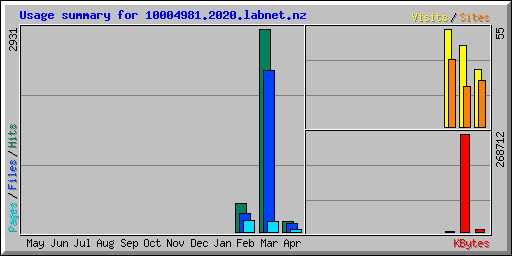 Usage summary for 10004981.2020.labnet.nz
Visits/Sites
2931
55
Pages/Files/Hits
268712
May Jun Jul Aug Sep Oct Nov Dec Jan Feb Mar Apr
KBytes